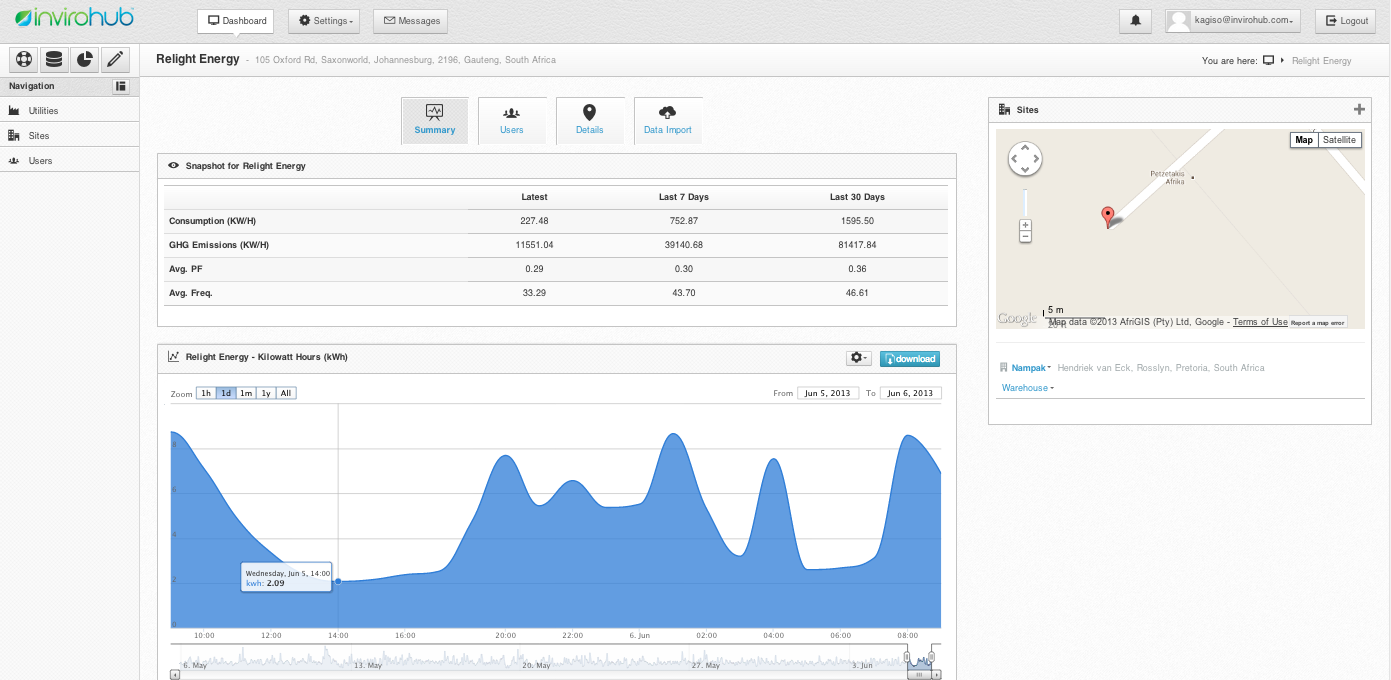 invirohub
Dashboard Settings Messages kagiso@invirohub.com Logout
Relight Energy - 105 Oxford Rd, Saxonworld, Johannesburg, 2196, Gauteng, South Africa You are here: Relight Energy
Navigation
Utilities
Sites
Users
Summary Users Details Data Import
Snapshot for Relight Energy
Latest Last 7 Days Last 30 Days
Consumption (KW/H) 227.48 752.87 1595.50
GHG Emissions (KW/H) 11551.04 39140.68 81417.84
Avg. PF 0.29 0.30 0.36
Avg. Freq. 33.29 43.70 46.61
Relight Energy - Kilowatt Hours (kWh) download
Zoom 1h 1d 1m 1y All From Jun 5, 2013 To Jun 6, 2013
8
6
4
2
0
Wednesday, Jun 5, 14:00
kwh: 2.09
10:00 12:00 14:00 16:00 20:00 22:00 6. Jun 02:00 04:00 06:00 08:00
6. May 13. May 20. May 27. May 3. Jun
Sites
Map Satellite
Petzetakis
Afrika
5 m
Google Map data ©2013 AfriGIS (Pty) Ltd, Google - Terms of Use Report a map error
Nampak Hendriek van Eck, Rosslyn, Pretoria, South Africa
Warehouse